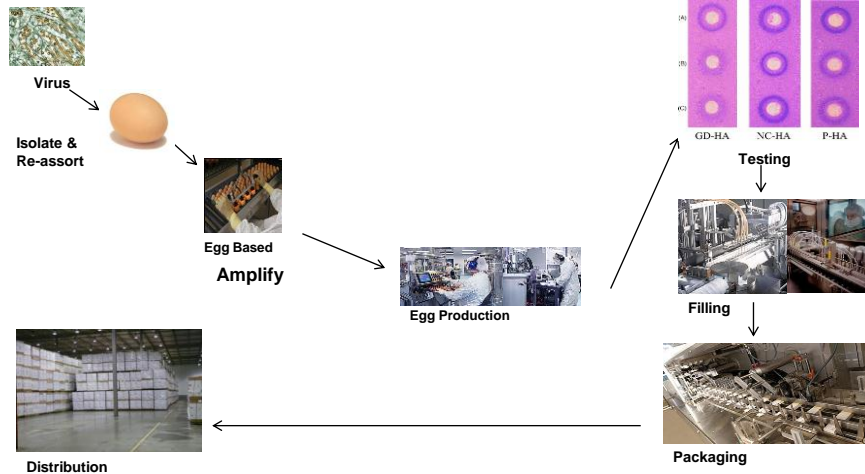 Virus
Isolate &
Re-assort
Egg Based
Amplify
Egg Production
(A)
(B)
(C)
GD-HA NC-HA P-HA
Testing
Filling
Packaging
Distribution